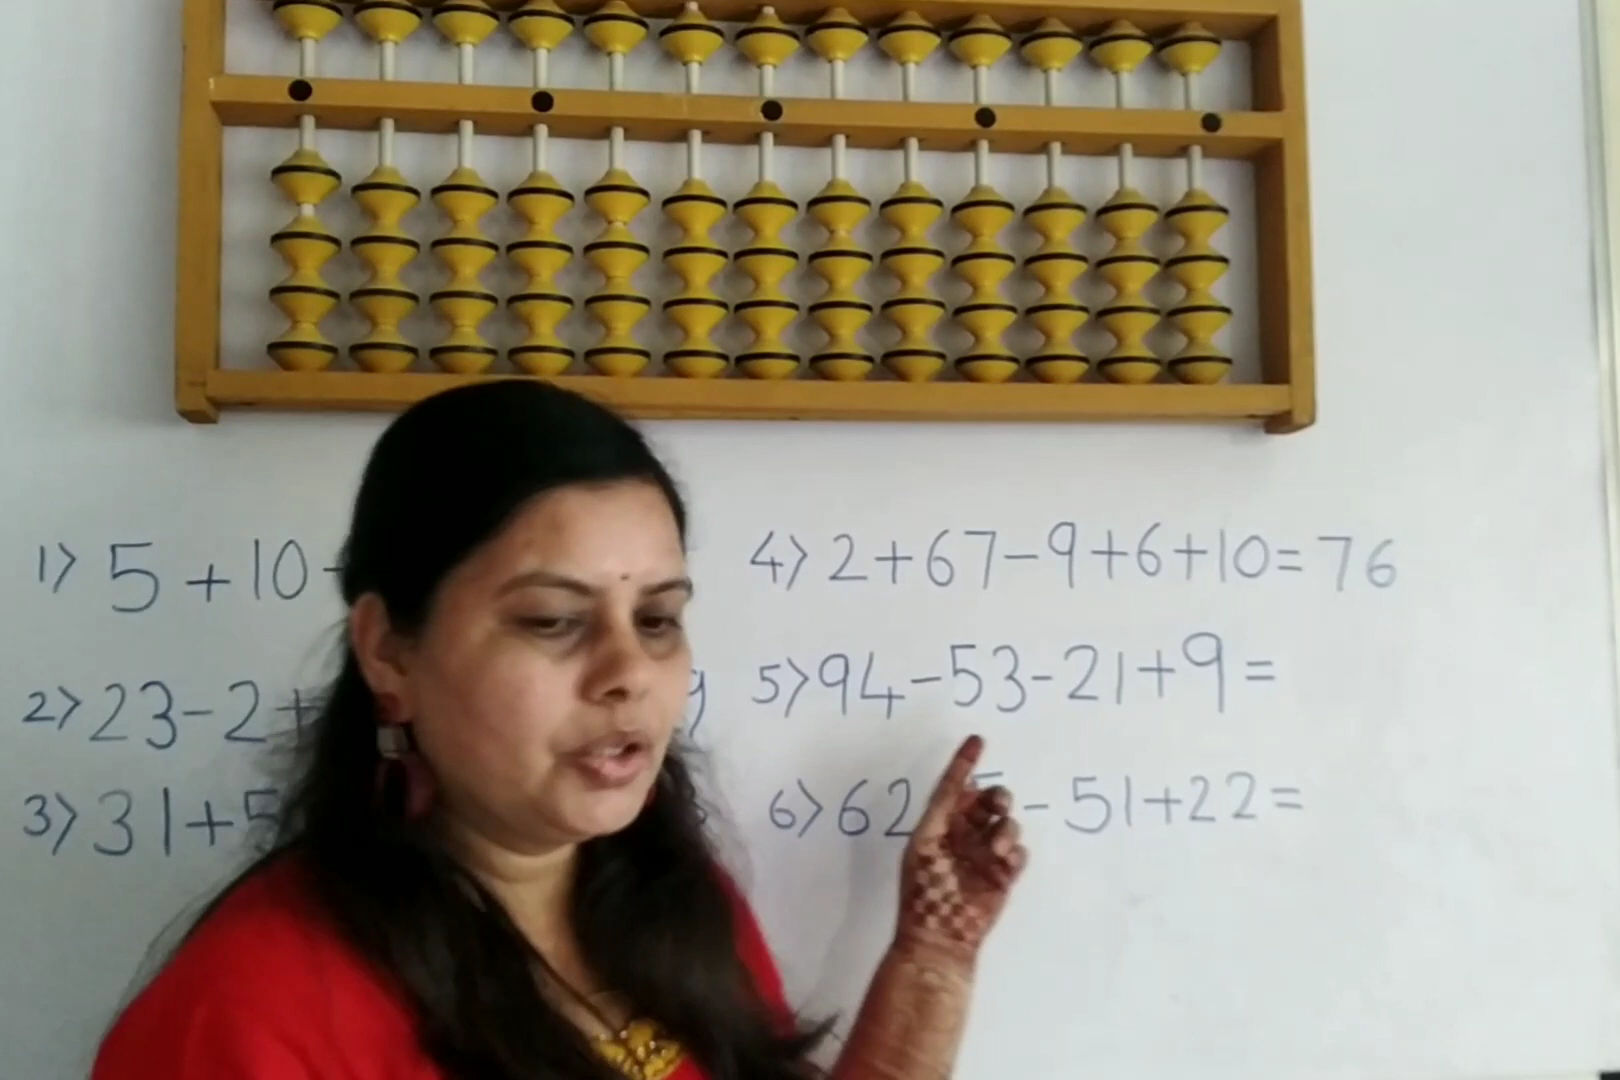 1) 5 + 10 -
4) 2+67-9+6+10=76
2) 23-2+
9
5) 94-53-21+9=
3) 31+5
6) 62 -51+22=